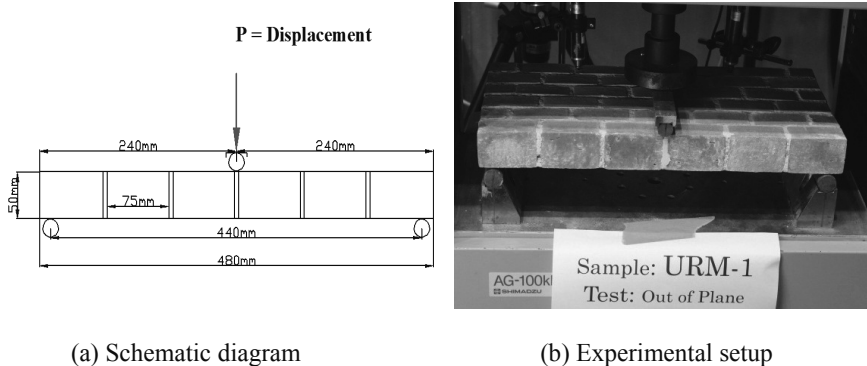 P = Displacement
240mm
240mm
50mm
75mm
440mm
480mm
Sample: URM-1
Test: Out of Plane
AG-100k
SHIMADZU
(a) Schematic diagram
(b) Experimental setup